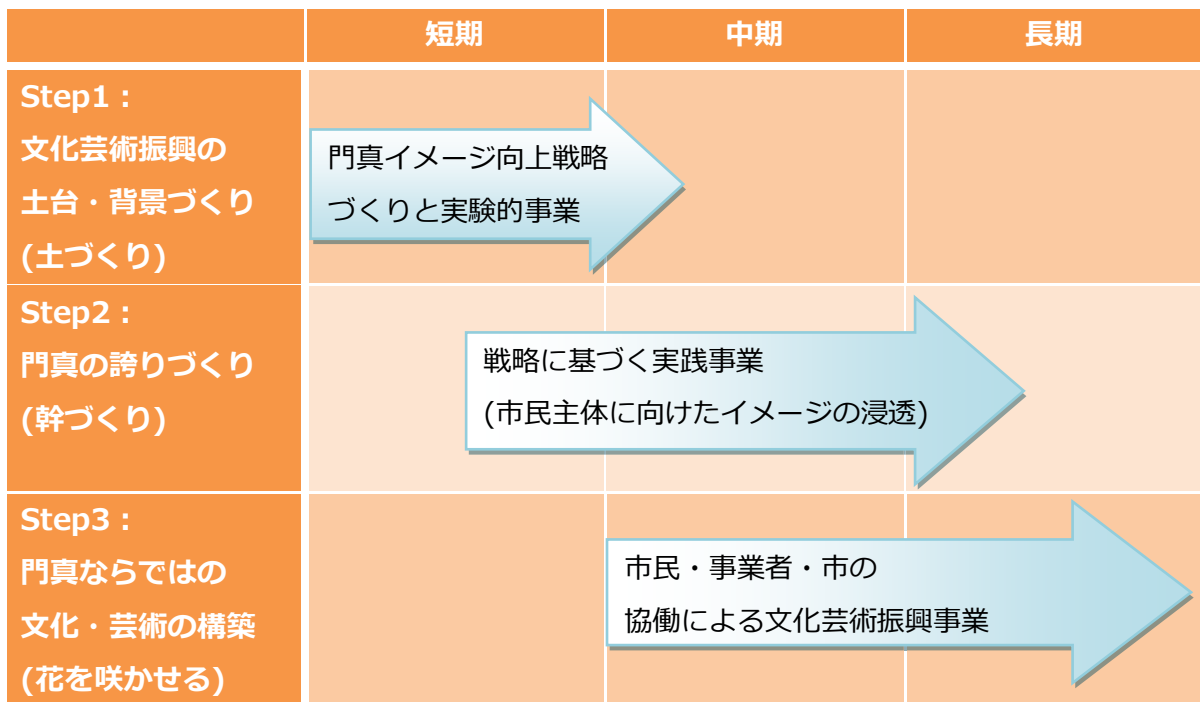 短期
中期
長期
Step1：
文化芸術振興の
土台・背景づくり
(土づくり)
門真イメージ向上戦略
づくりと実験的事業
Step2：
門真の誇りづくり
(幹づくり)
戦略に基づく実践事業
(市民主体に向けたイメージの浸透)
Step3：
門真ならではの
文化・芸術の構築
(花を咲かせる)
市民・事業者・市の
協働による文化芸術振興事業